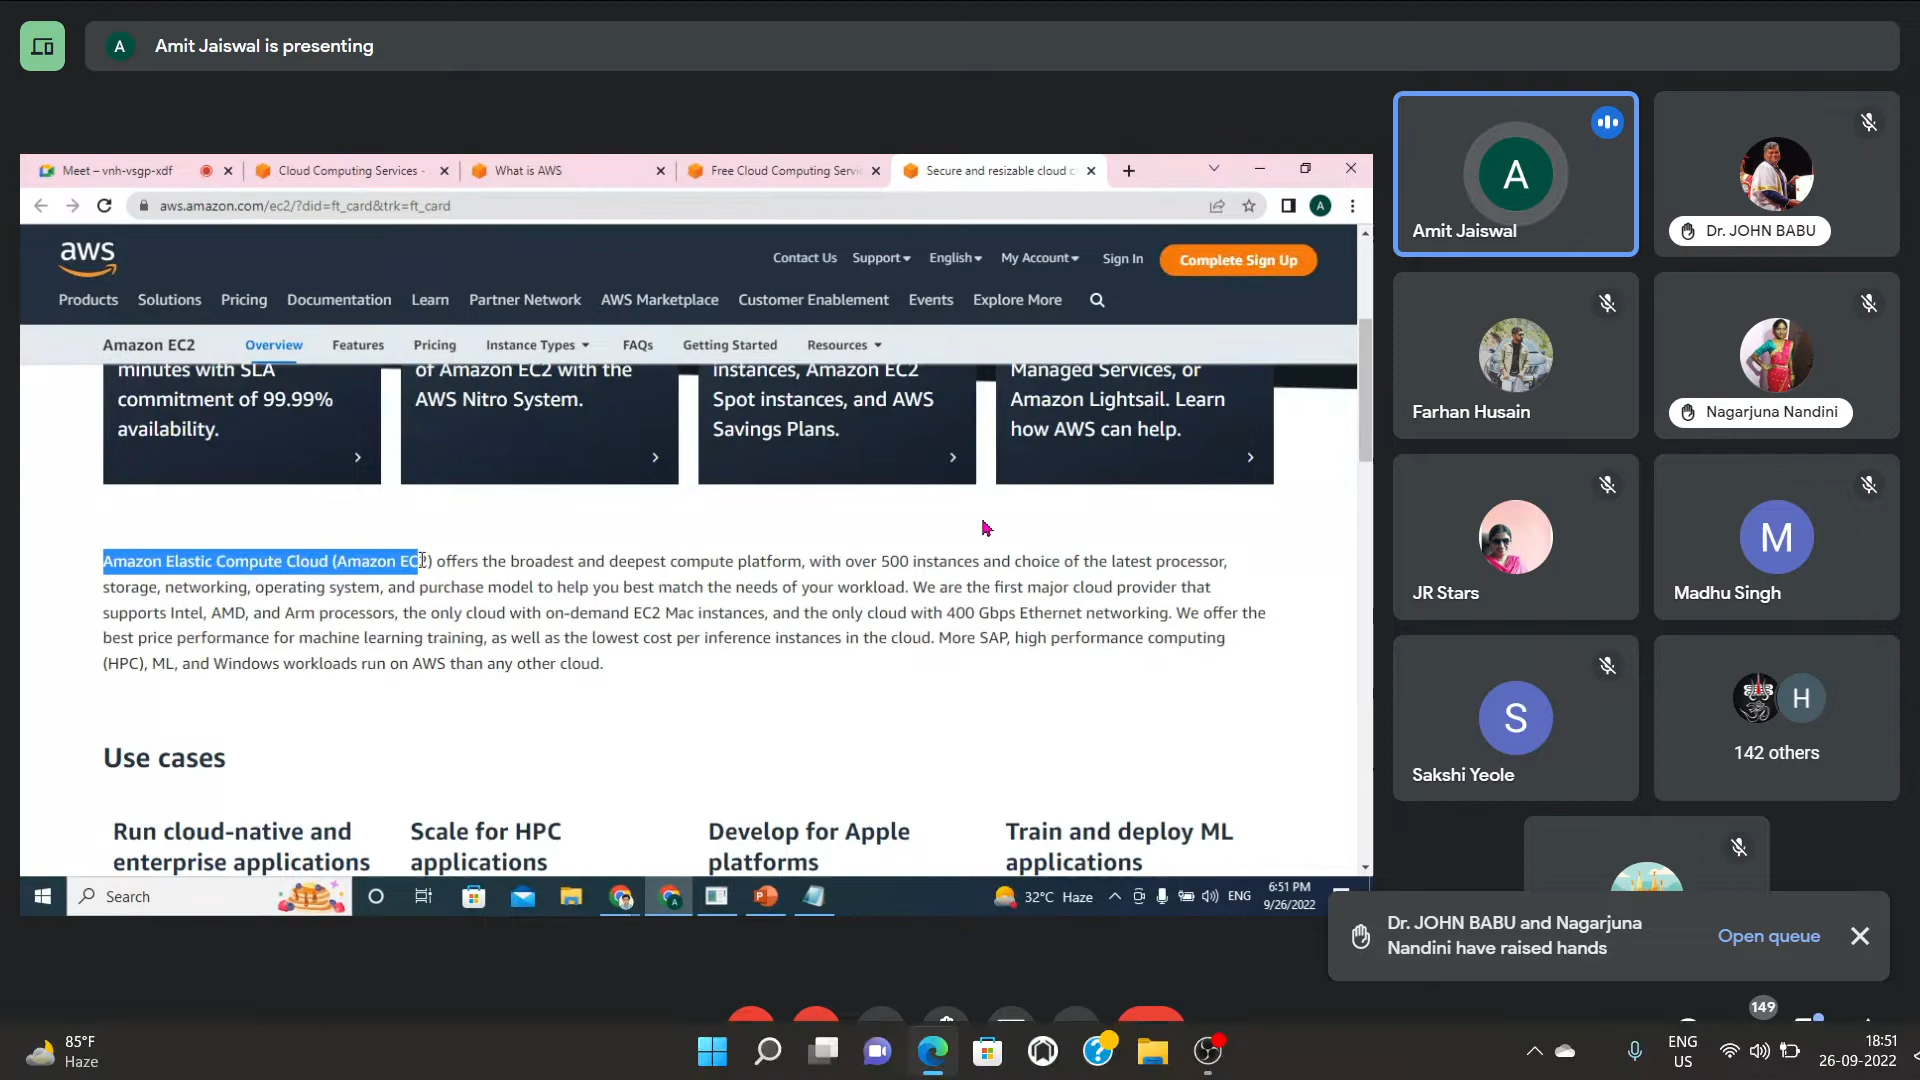 A Amit Jaiswal is presenting
Meet – vnh-vsgp-xdf
Cloud Computing Services -
What is AWS
Free Cloud Computing Servic
Secure and resizable cloud c
aws.amazon.com/ec2/?did=ft_card&trk=ft_card
A
aws
Contact Us Support English My Account Sign In Complete Sign Up
Products Solutions Pricing Documentation Learn Partner Network AWS Marketplace Customer Enablement Events Explore More
Amazon EC2 Overview Features Pricing Instance Types FAQs Getting Started Resources
minutes with SLA
commitment of 99.99%
availability.
of Amazon EC2 with the
AWS Nitro System.
instances, Amazon EC2
Spot instances, and AWS
Savings Plans.
Managed Services, or
Amazon Lightsail. Learn
how AWS can help.
Amazon Elastic Compute Cloud (Amazon EC2) offers the broadest and deepest compute platform, with over 500 instances and choice of the latest processor,
storage, networking, operating system, and purchase model to help you best match the needs of your workload. We are the first major cloud provider that
supports Intel, AMD, and Arm processors, the only cloud with on-demand EC2 Mac instances, and the only cloud with 400 Gbps Ethernet networking. We offer the
best price performance for machine learning training, as well as the lowest cost per inference instances in the cloud. More SAP, high performance computing
(HPC), ML, and Windows workloads run on AWS than any other cloud.
Use cases
Run cloud-native and
enterprise applications
Scale for HPC
applications
Develop for Apple
platforms
Train and deploy ML
applications
Search
32°C Haze
ENG
6:51 PM
9/26/2022
A
Amit Jaiswal
Dr. JOHN BABU
Farhan Husain
Nagarjuna Nandini
JR Stars
M
Madhu Singh
S
Sakshi Yeole
H
142 others
Dr. JOHN BABU and Nagarjuna
Nandini have raised hands
Open queue
149
85°F
Haze
ENG
US
18:51
26-09-2022